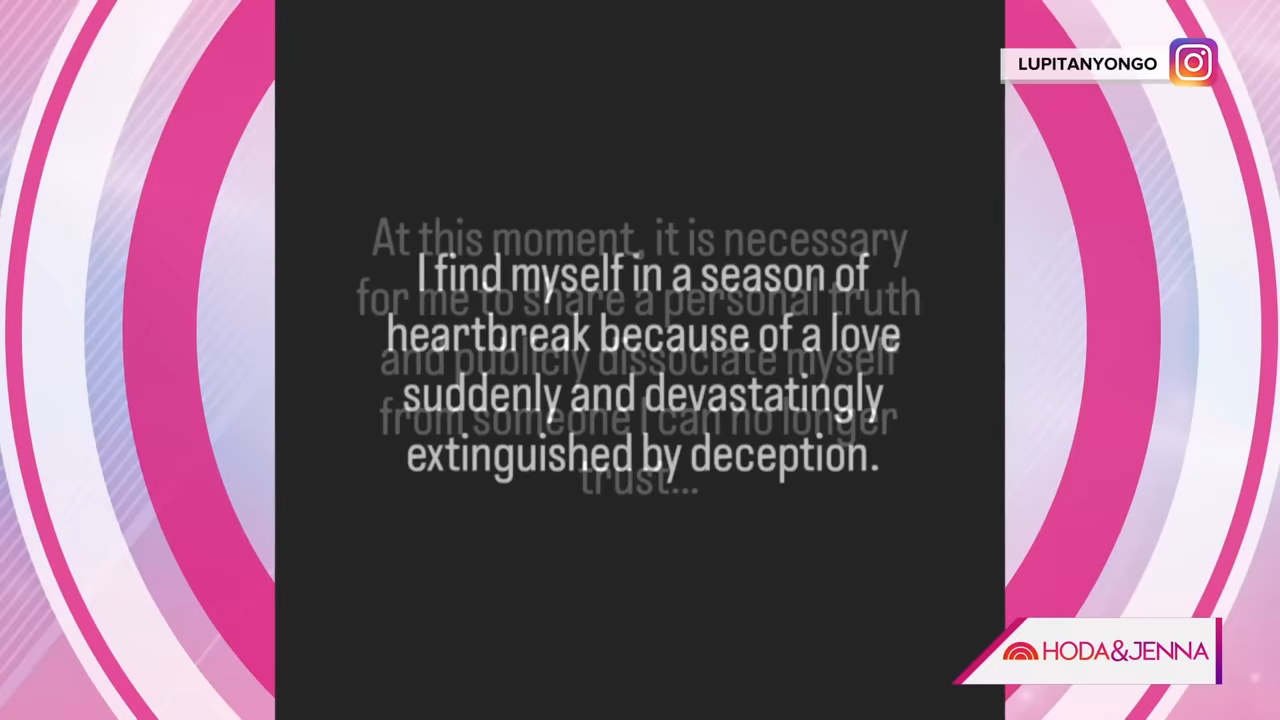 LUPITANYONGO
At this moment, it is necessary
for me to share a personal truth
and publicly dissociate myself
from someone I can no longer
trust...
I find myself in a season of
heartbreak because of a love
suddenly and devastatingly
extinguished by deception.
HODA&JENNA